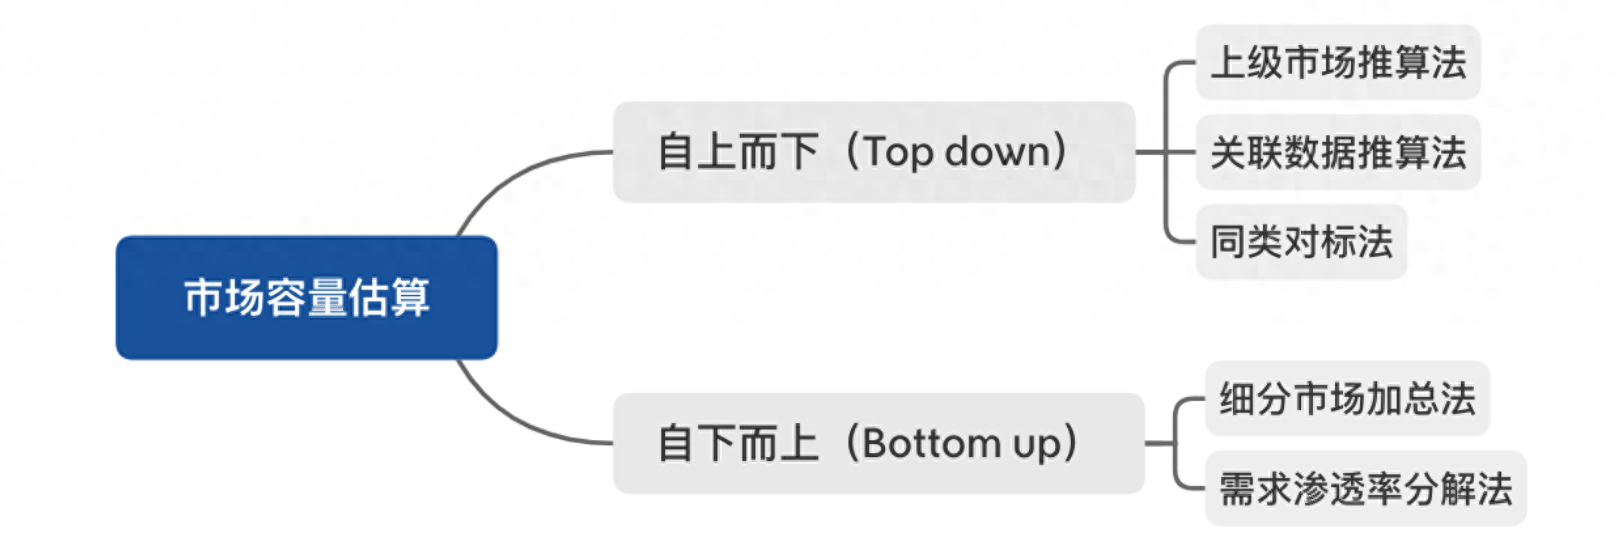 市场容量估算
自上而下（Top down）
上级市场推算法
关联数据推算法
同类对标法
自下而上（Bottom up）
细分市场加总法
需求渗透率分解法